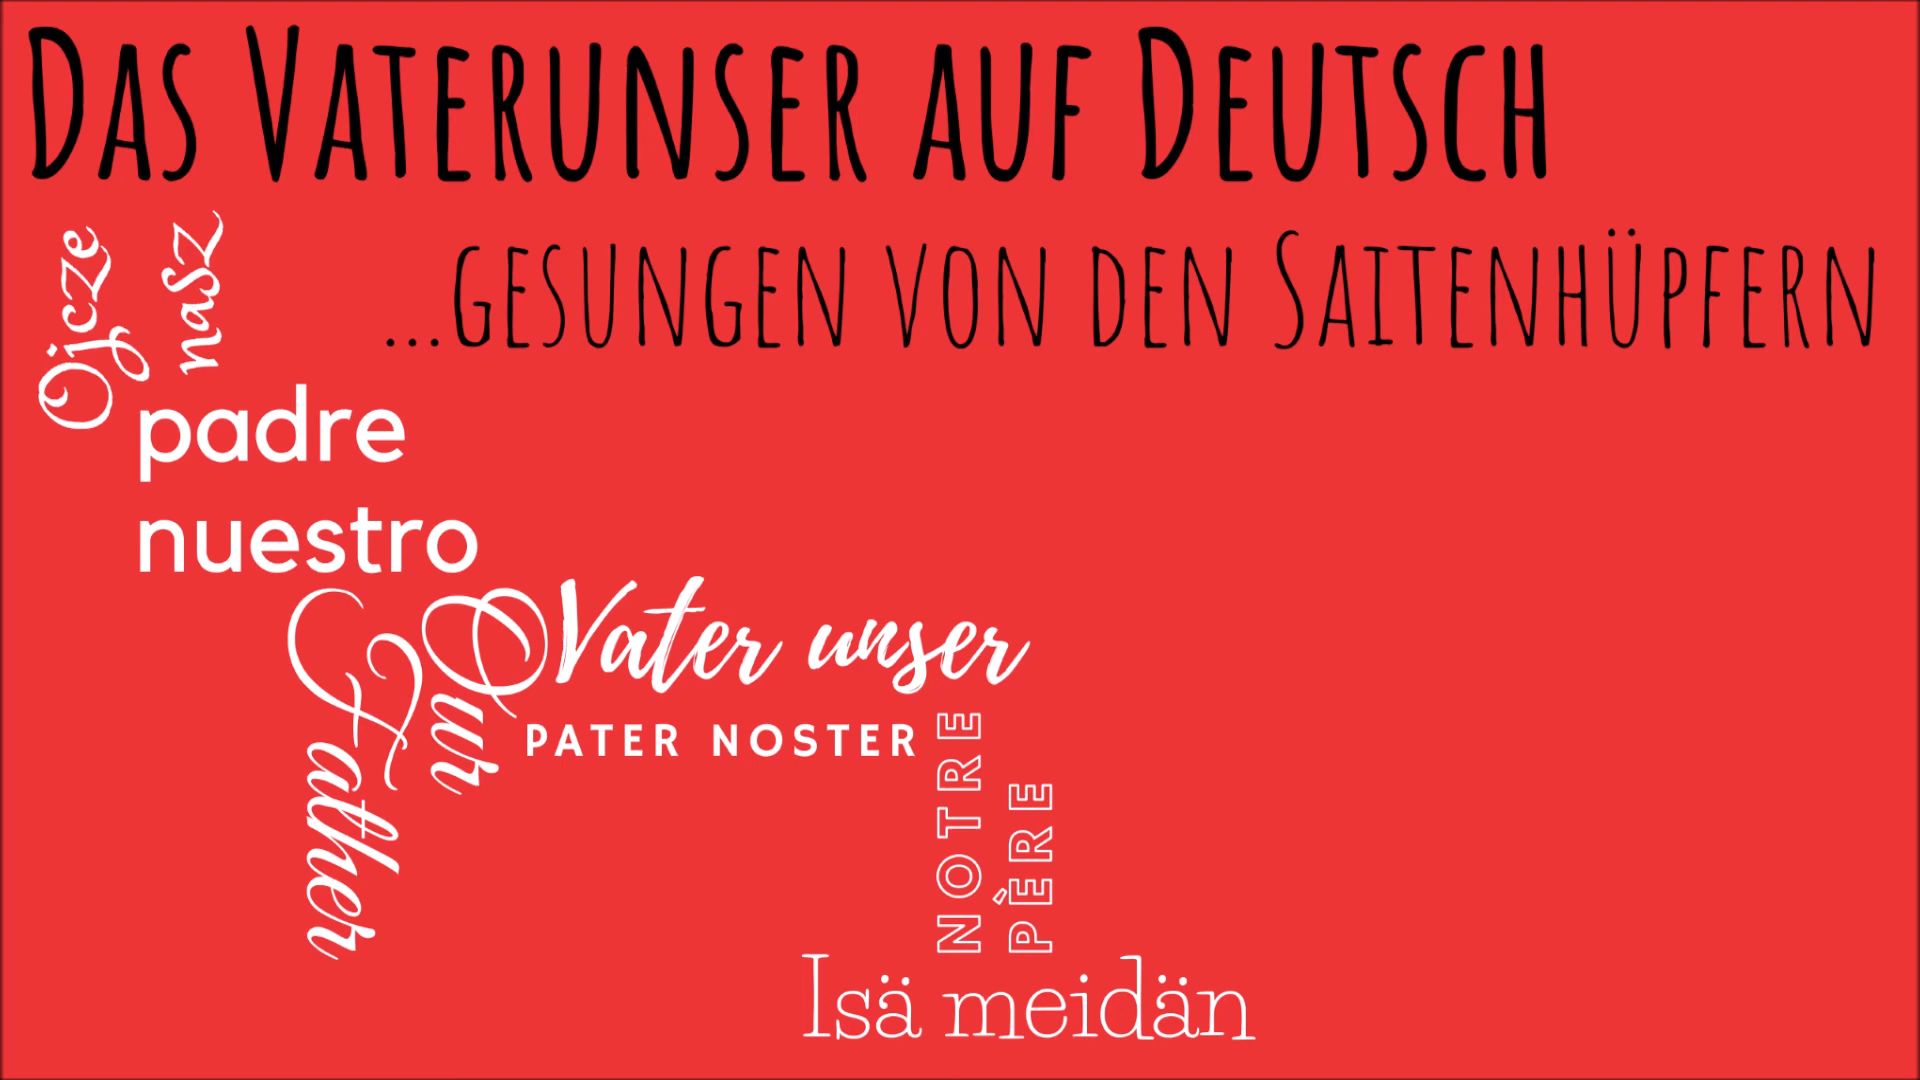 Das Vaterunser auf Deutsch
...gesungen von den Saitenhüpfern
Ojcze
nasz
padre
nuestro
Our
Father
Vater unser
PATER NOSTER
NOTRE
PÈRE
Isä meidän